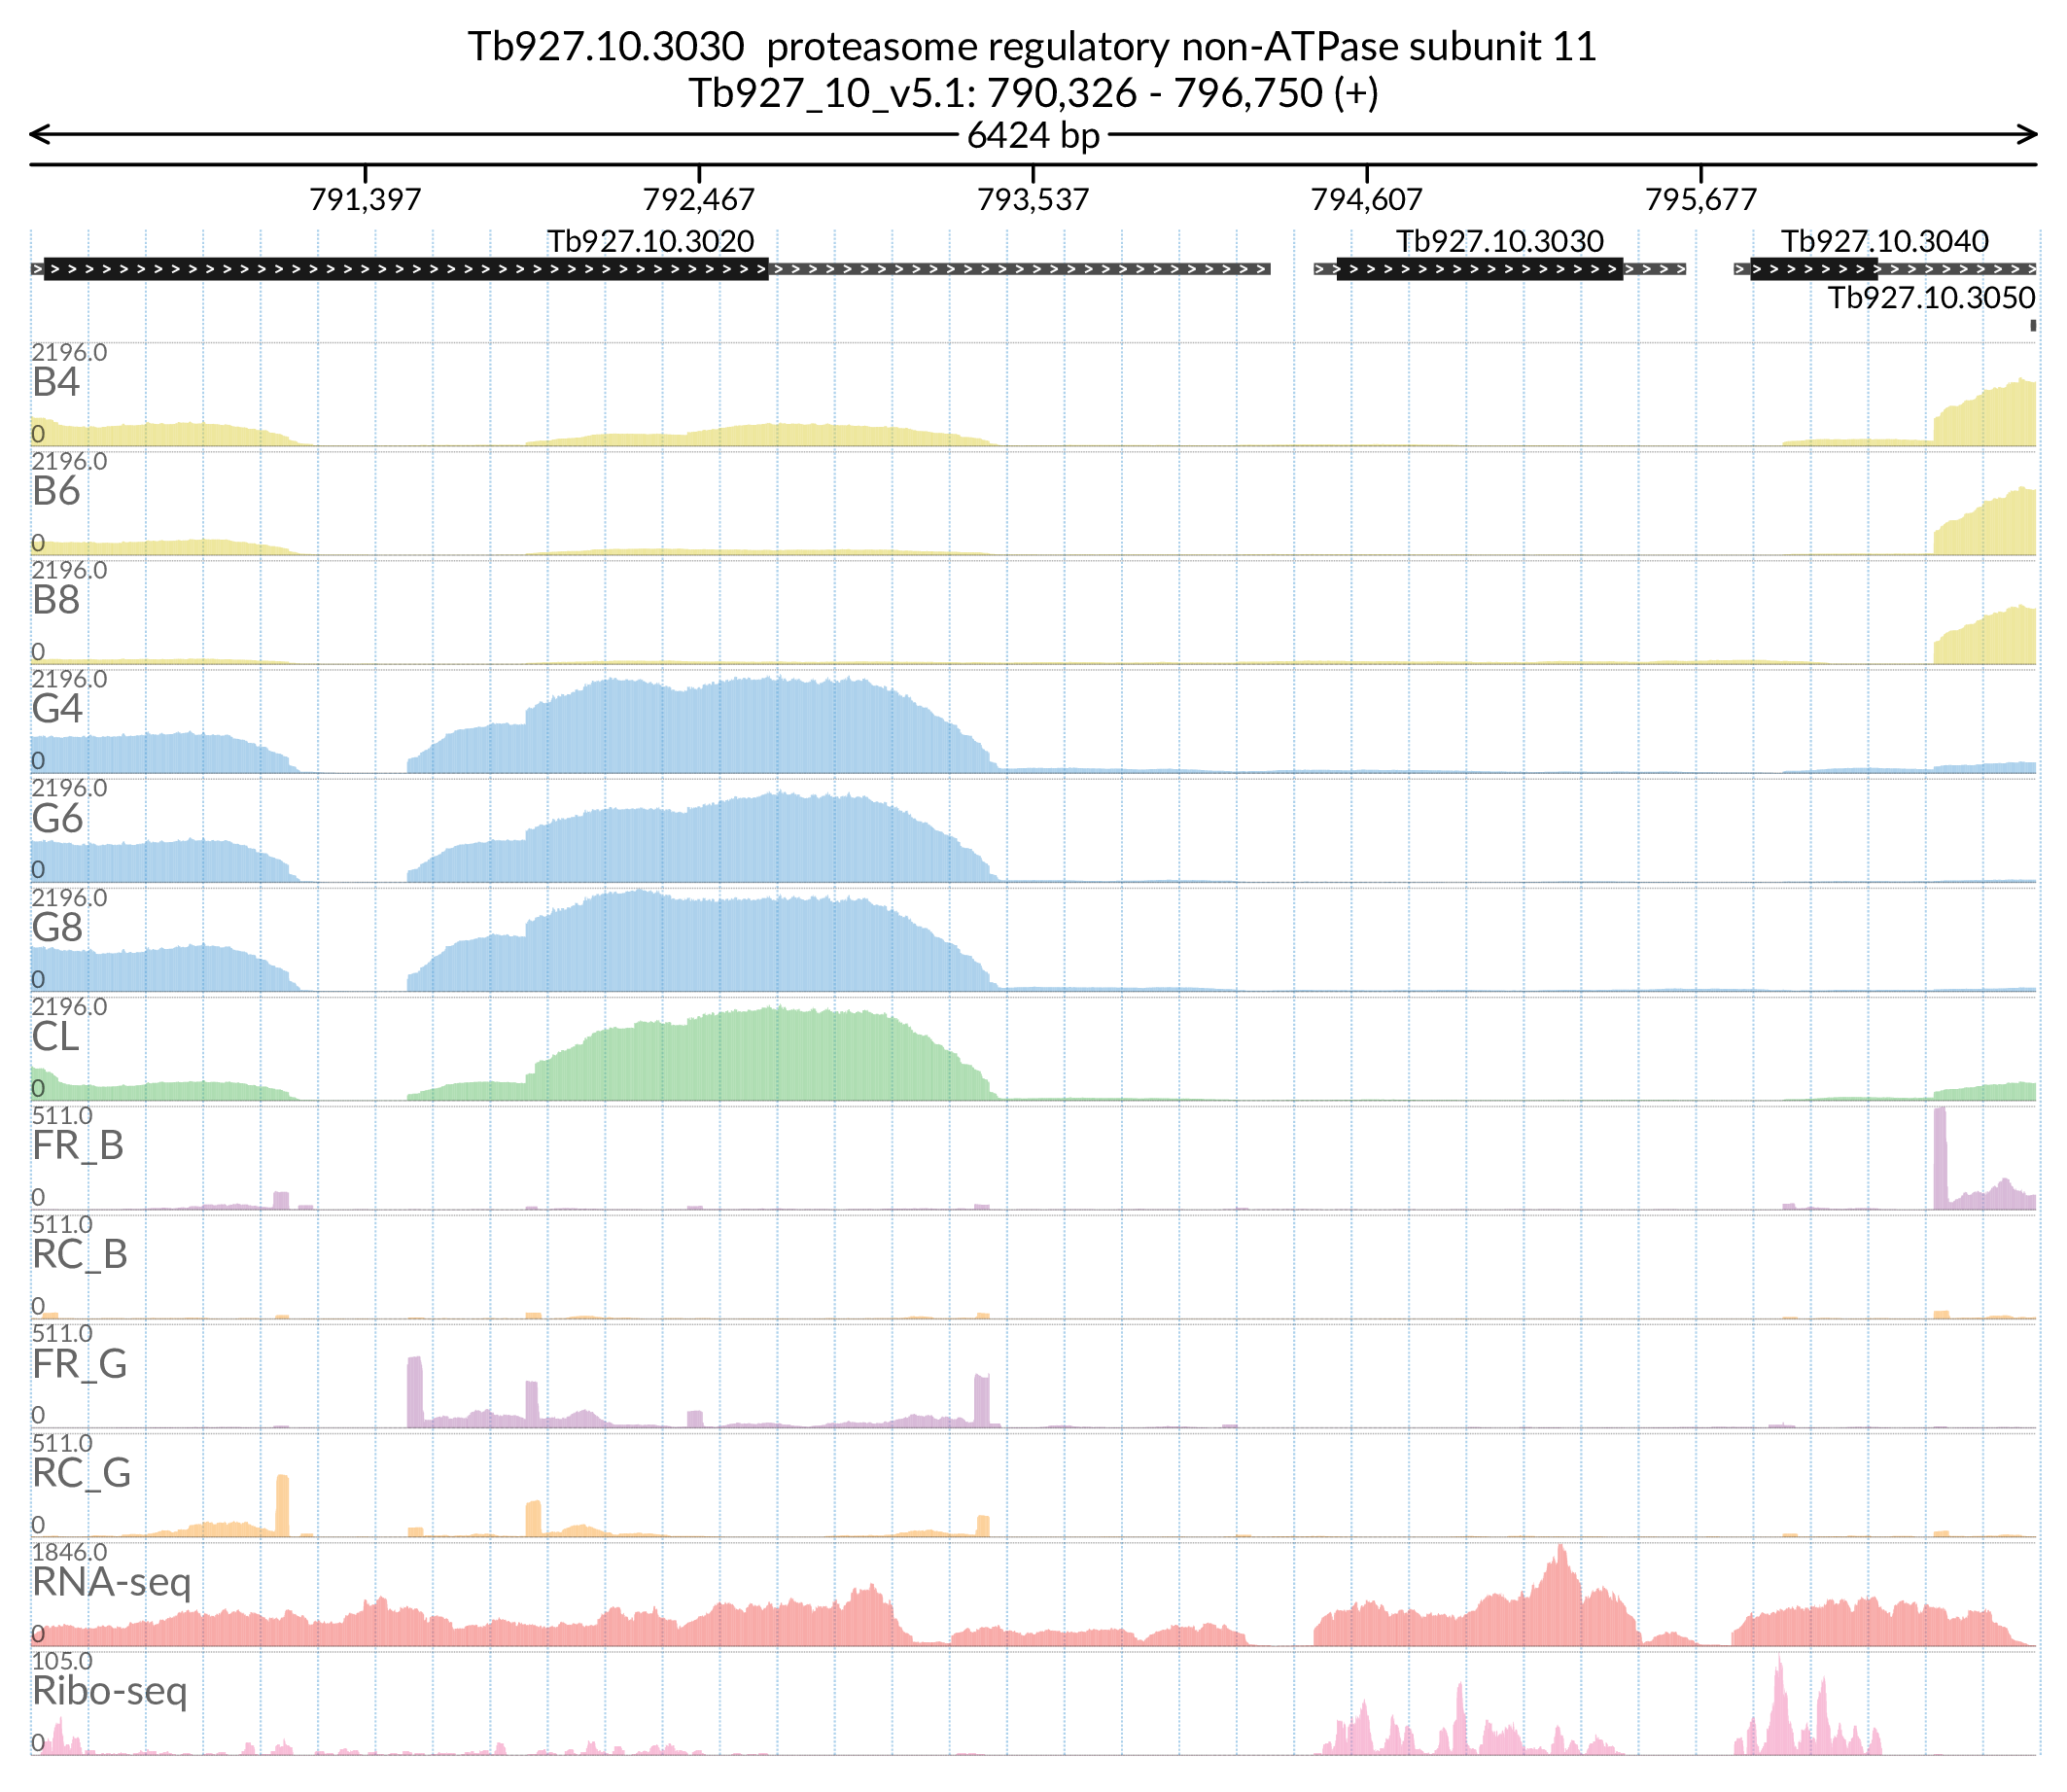 Tb927.10.3030  proteasome regulatory non-ATPase subunit 11
Tb927_10_v5.1: 790,326 - 796,750 (+)
6424 bp
791,397 792,467 793,537 794,607 795,677
Tb927.10.3020 Tb927.10.3030 Tb927.10.3040
Tb927.10.3050
2196.0
B4
0
2196.0
B6
0
2196.0
B8
0
2196.0
G4
0
2196.0
G6
0
2196.0
G8
0
2196.0
CL
0
511.0
FR_B
0
511.0
RC_B
0
511.0
FR_G
0
511.0
RC_G
0
1846.0
RNA-seq
0
105.0
Ribo-seq
0